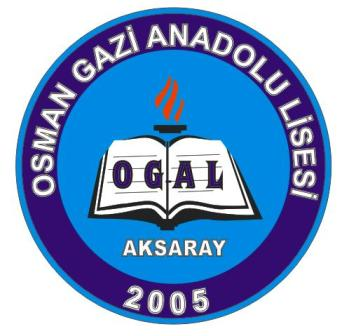 OSMAN GAZİ ANADOLU LİSESİ
OGAL
AKSARAY
2005